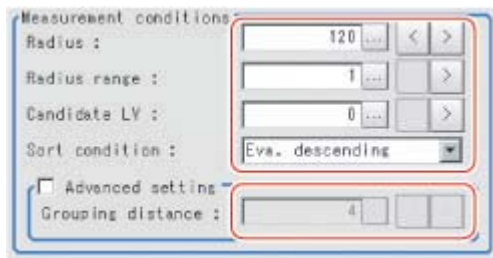 Measurement conditions
Radius : 120 ... < >
Radius range : 1 ... >
Candidate LV : 0 ... >
Sort condition : Eva. descending
Advanced setting
Grouping distance : 4